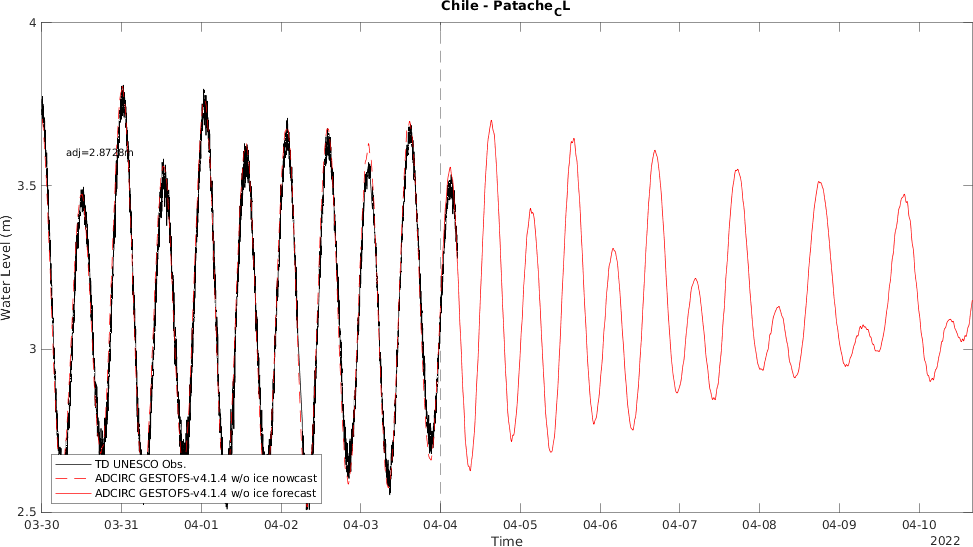 Chile - Patache_CL
4
3.5
3
2.5
Water Level (m)
adj=2.8728m
TD UNESCO Obs.
ADCIRC GESTOFS-v4.1.4 w/o ice nowcast
ADCIRC GESTOFS-v4.1.4 w/o ice forecast
03-30 03-31 04-01 04-02 04-03 04-04 04-05 04-06 04-07 04-08 04-09 04-10
Time
2022